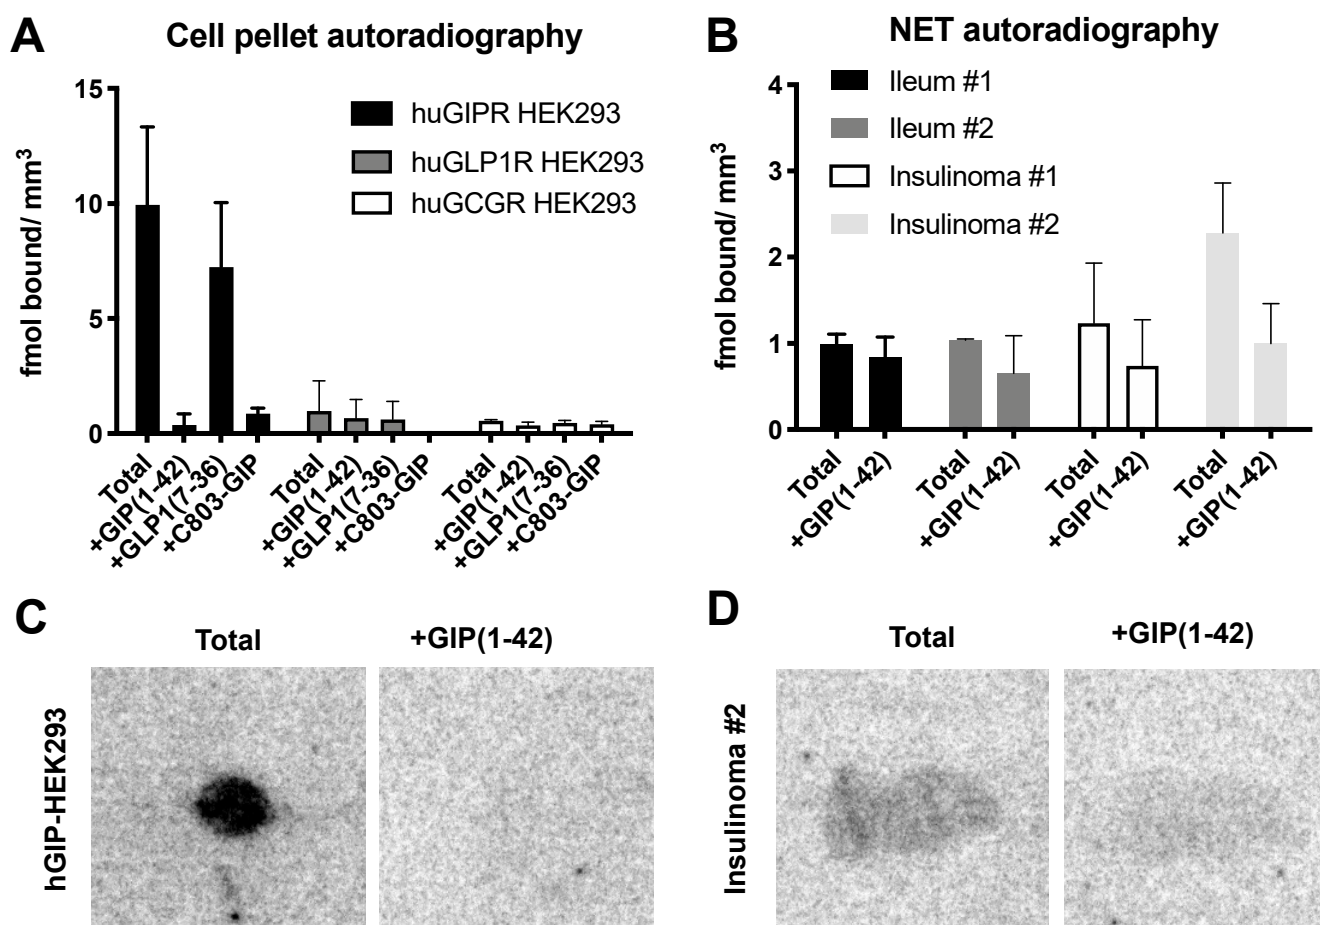 A
Cell pellet autoradiography
fmol bound/ mm3
15
10
5
0
huGIPR HEK293
huGLP1R HEK293
huGCGR HEK293
Total
+GIP(1-42)
+GLP1(7-36)
+C803-GIP
Total
+GIP(1-42)
+GLP1(7-36)
+C803-GIP
Total
+GIP(1-42)
+GLP1(7-36)
+C803-GIP
B
NET autoradiography
fmol bound/ mm3
4
3
2
1
0
Ileum #1
Ileum #2
Insulinoma #1
Insulinoma #2
Total
+GIP(1-42)
Total
+GIP(1-42)
Total
+GIP(1-42)
Total
+GIP(1-42)
C
Total
+GIP(1-42)
hGIP-HEK293
D
Total
+GIP(1-42)
Insulinoma #2